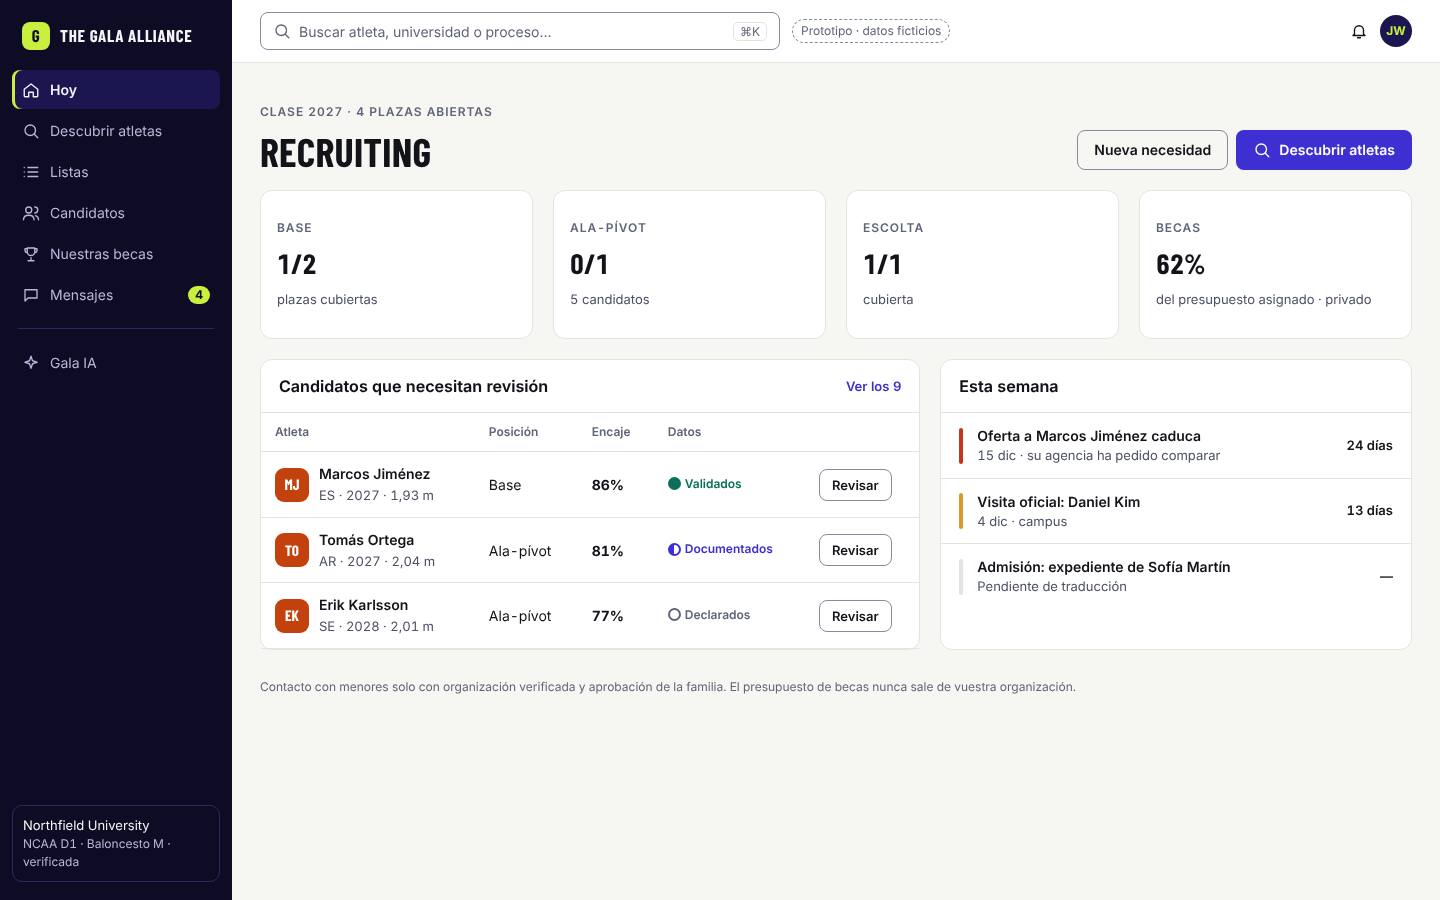 G THE GALA ALLIANCE
Hoy
Descubrir atletas
Listas
Candidatos
Nuestras becas
Mensajes 4
Gala IA
Northfield University
NCAA D1 · Baloncesto M ·
verificada
Buscar atleta, universidad o proceso... ⌘K
Prototipo · datos ficticios
JW
CLASE 2027 · 4 PLAZAS ABIERTAS
RECRUITING
Nueva necesidad
Descubrir atletas
BASE
1/2
plazas cubiertas
ALA-PÍVOT
0/1
5 candidatos
ESCOLTA
1/1
cubierta
BECAS
62%
del presupuesto asignado · privado
Candidatos que necesitan revisión Ver los 9
Atleta Posición Encaje Datos
MJ Marcos Jiménez
ES · 2027 · 1,93 m
Base 86% Validados Revisar
TO Tomás Ortega
AR · 2027 · 2,04 m
Ala-pívot 81% Documentados Revisar
EK Erik Karlsson
SE · 2028 · 2,01 m
Ala-pívot 77% Declarados Revisar
Esta semana
Oferta a Marcos Jiménez caduca
15 dic · su agencia ha pedido comparar
24 días
Visita oficial: Daniel Kim
4 dic · campus
13 días
Admisión: expediente de Sofía Martín
Pendiente de traducción
—
Contacto con menores solo con organización verificada y aprobación de la familia. El presupuesto de becas nunca sale de vuestra organización.